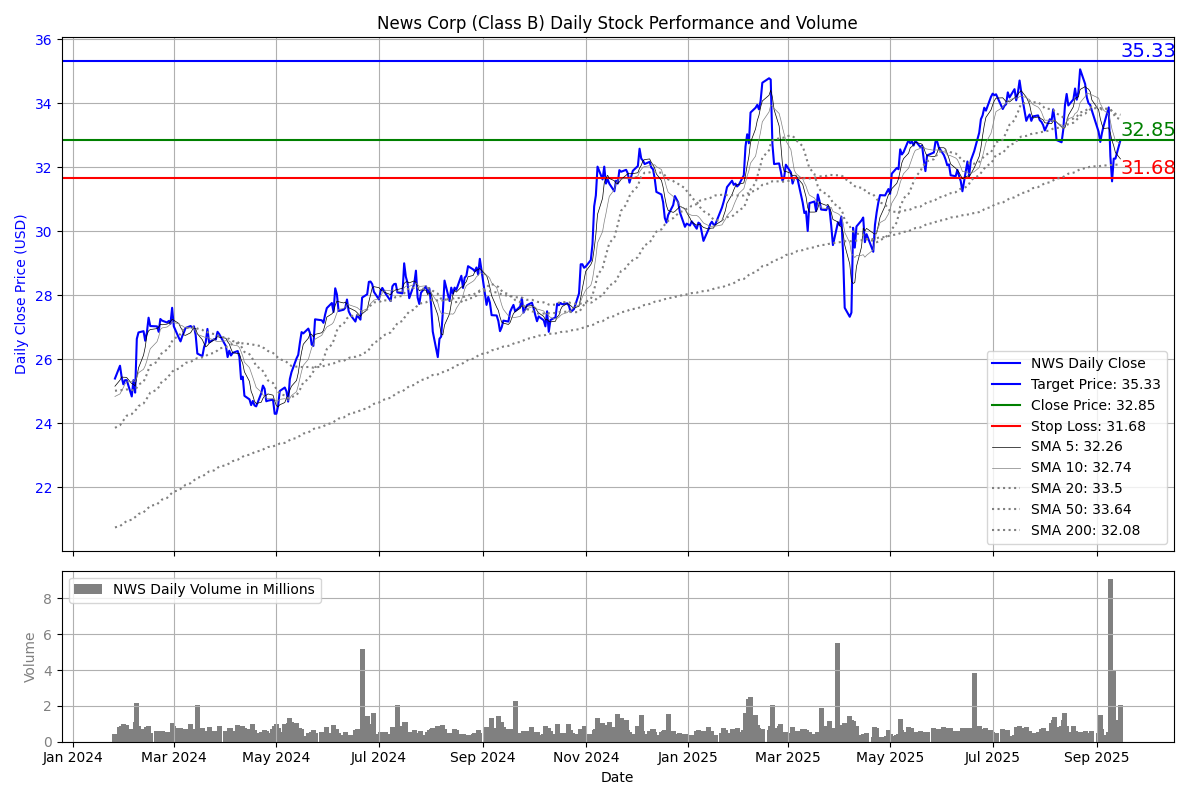 News Corp (Class B) Daily Stock Performance and Volume
Daily Close Price (USD)
36
34
32
30
28
26
24
22
35.33
32.85
31.68
NWS Daily Close
Target Price: 35.33
Close Price: 32.85
Stop Loss: 31.68
SMA 5: 32.26
SMA 10: 32.74
SMA 20: 33.5
SMA 50: 33.64
SMA 200: 32.08
NWS Daily Volume in Millions
Volume
8
6
4
2
0
Jan 2024
Mar 2024
May 2024
Jul 2024
Sep 2024
Nov 2024
Jan 2025
Mar 2025
May 2025
Jul 2025
Sep 2025
Date